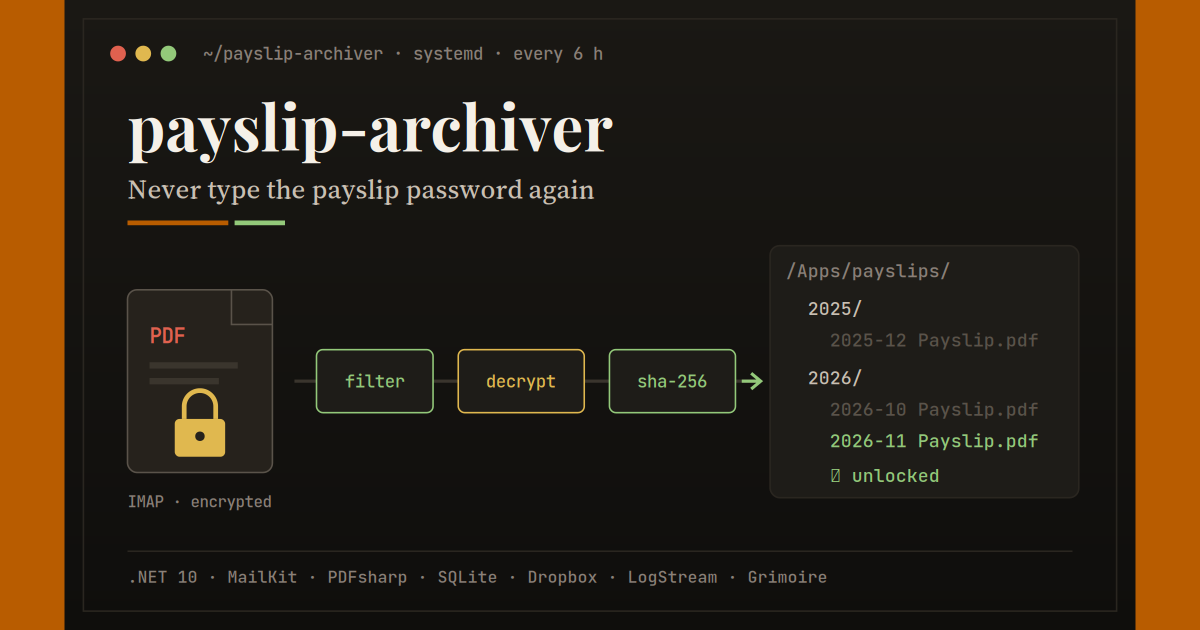 ~/payslip-archiver · systemd · every 6 h
payslip-archiver
Never type the payslip password again
/Apps/payslips/
2025/
2025-12 Payslip.pdf
2026/
2026-10 Payslip.pdf
2026-11 Payslip.pdf
unlocked
PDF
filter
decrypt
sha-256
IMAP · encrypted
.NET 10 · MailKit · PDFsharp · SQLite · Dropbox · LogStream · Grimoire